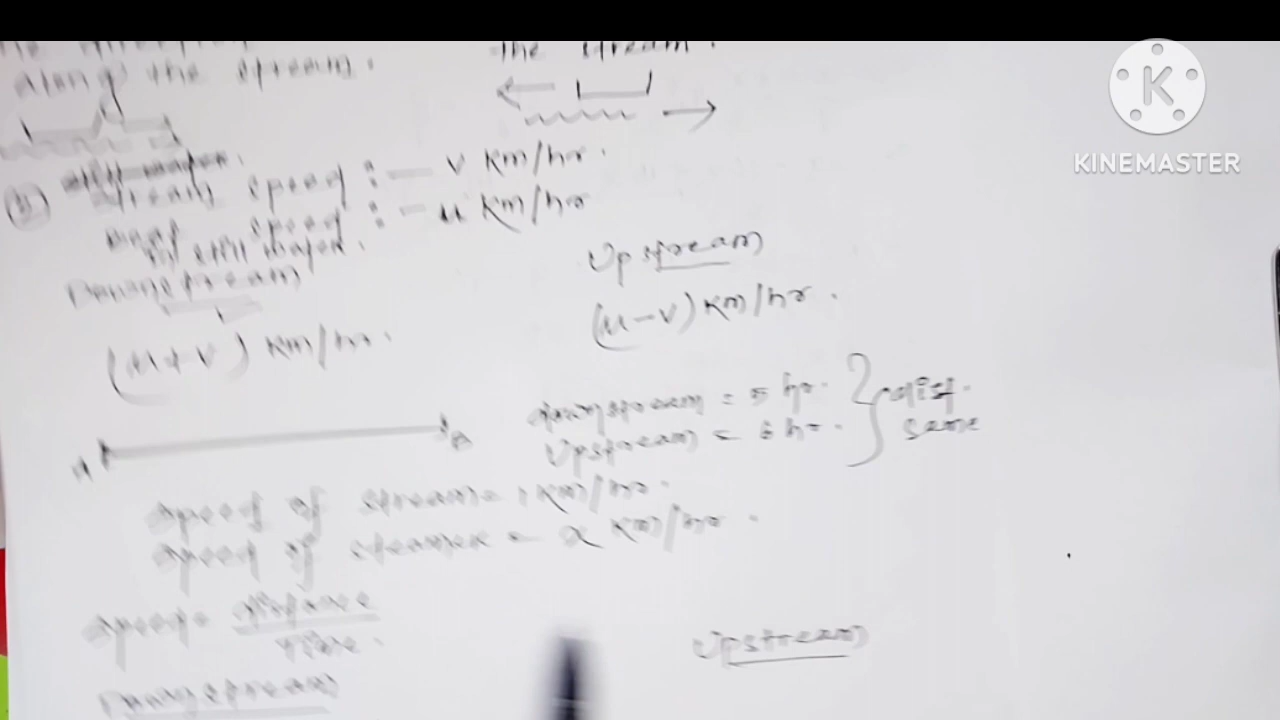 along the stream.
the stream.
KINEMASTER
(3) stream speed :- v km/hr.
Boat speed :- u km/hr
in still water.
Downstream
Upstream
(u+v) km/hr.
(u-v) km/hr.
A B
downstream = 5 hr.
Upstream = 6 hr.
dist.
same
speed of stream = 1 km/hr.
speed of steamer = x km/hr.
speed = distance
time.
Downstream
Upstream